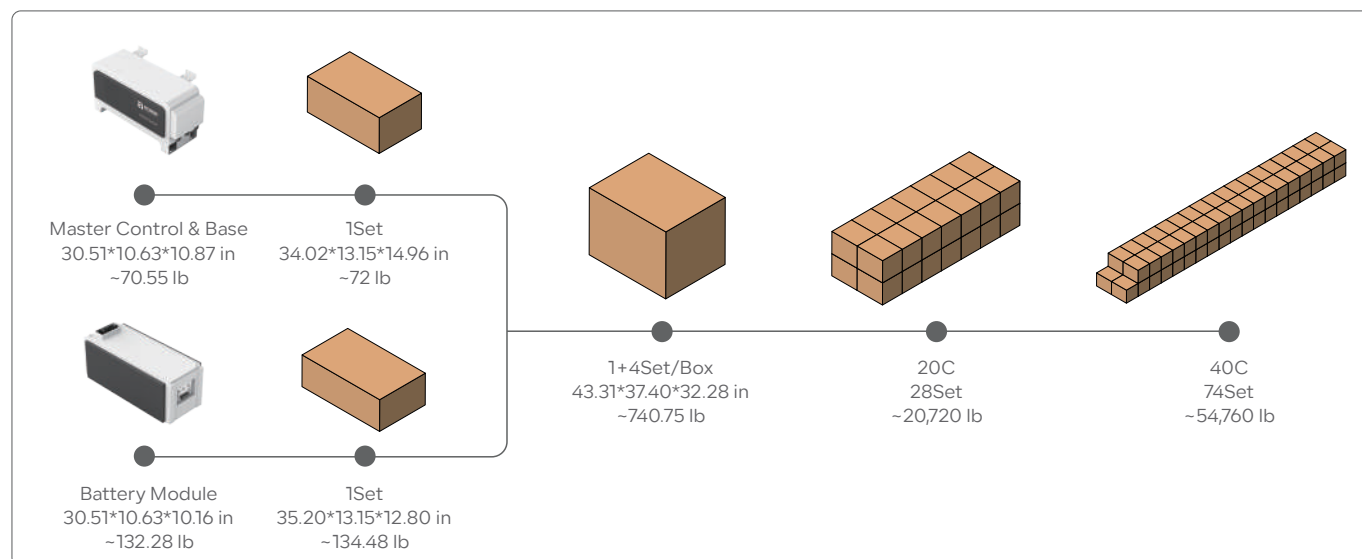 Master Control & Base
30.51*10.63*10.87 in
~70.55 lb
1Set
34.02*13.15*14.96 in
~72 lb
Battery Module
30.51*10.63*10.16 in
~132.28 lb
1Set
35.20*13.15*12.80 in
~134.48 lb
1+4Set/Box
43.31*37.40*32.28 in
~740.75 lb
20C
28Set
~20,720 lb
40C
74Set
~54,760 lb